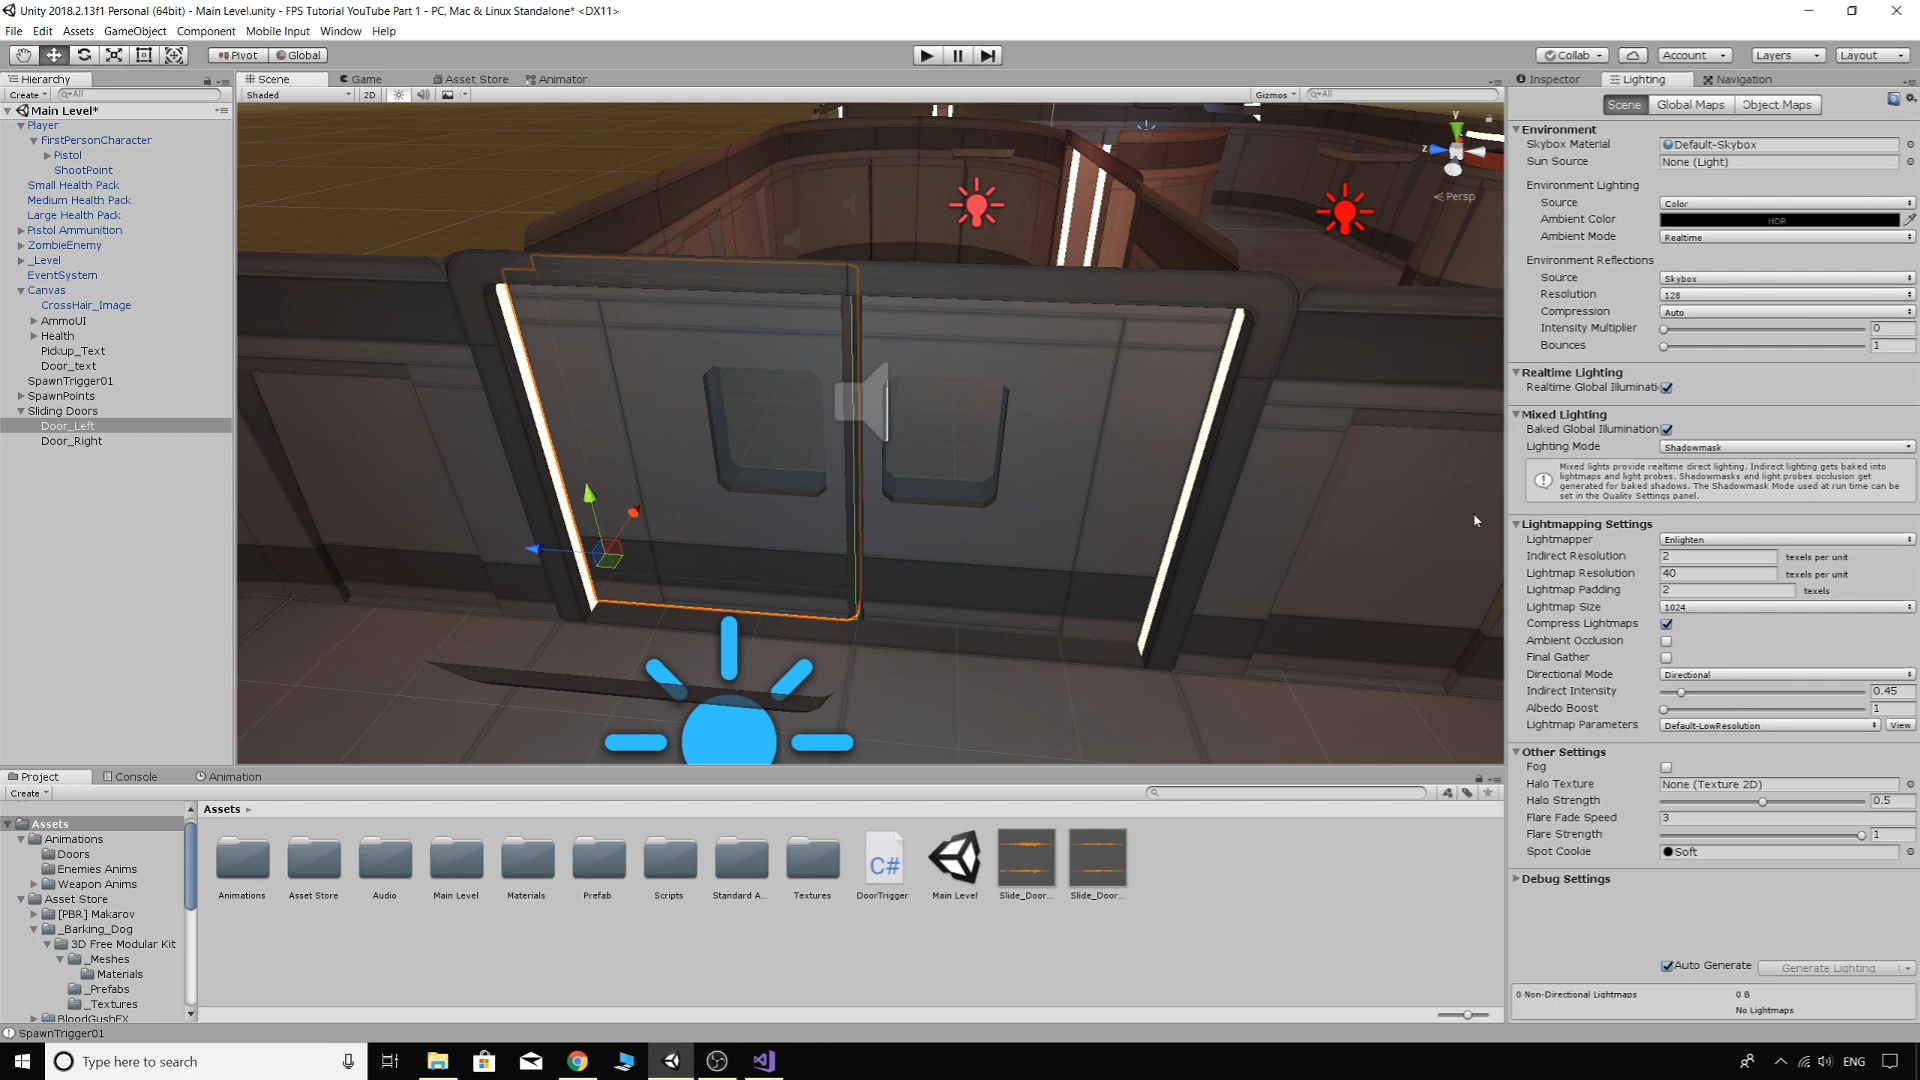 Unity 2018.2.13f1 Personal (64bit) - Main Level.unity - FPS Tutorial YouTube Part 1 - PC, Mac & Linux Standalone* <DX11>
File Edit Assets GameObject Component Mobile Input Window Help
Pivot Global Collab Account Layers Layout
Hierarchy
Create All
Main Level*
Player
FirstPersonCharacter
Pistol
ShootPoint
Small Health Pack
Medium Health Pack
Large Health Pack
Pistol Ammunition
ZombieEnemy
_Level
EventSystem
Canvas
CrossHair_Image
AmmoUI
Health
Pickup_Text
Door_text
SpawnTrigger01
SpawnPoints
Sliding Doors
Door_Left
Door_Right
Scene Game Asset Store Animator
Shaded 2D Gizmos All
y
z
Persp
Inspector Lighting Navigation
Scene Global Maps Object Maps
Environment
Skybox Material Default-Skybox
Sun Source None (Light)
Environment Lighting
Source Color
Ambient Color HDR
Ambient Mode Realtime
Environment Reflections
Source Skybox
Resolution 128
Compression Auto
Intensity Multiplier 0
Bounces 1
Realtime Lighting
Realtime Global Illuminati
Mixed Lighting
Baked Global Illumination
Lighting Mode Shadowmask
Mixed lights provide realtime direct lighting. Indirect lighting gets baked into
lightmaps and light probes. Shadowmasks and light probes occlusion get
generated for baked shadows. The Shadowmask Mode used at run time can be
set in the Quality Settings panel.
Lightmapping Settings
Lightmapper Enlighten
Indirect Resolution 2 texels per unit
Lightmap Resolution 40 texels per unit
Lightmap Padding 2 texels
Lightmap Size 1024
Compress Lightmaps
Ambient Occlusion
Final Gather
Directional Mode Directional
Indirect Intensity 0.45
Albedo Boost 1
Lightmap Parameters Default-LowResolution View
Other Settings
Fog
Halo Texture None (Texture 2D)
Halo Strength 0.5
Flare Fade Speed 3
Flare Strength 1
Spot Cookie Soft
Debug Settings
Auto Generate Generate Lighting
0 Non-Directional Lightmaps 0 B
No Lightmaps
Project Console Animation
Create
Assets
Animations
Doors
Enemies Anims
Weapon Anims
Asset Store
[PBR] Makarov
_Barking_Dog
3D Free Modular Kit
_Meshes
Materials
_Prefabs
_Textures
BloodGushFX
Assets
Animations Asset Store Audio Main Level Materials Prefab Scripts Standard A... Textures DoorTrigger Main Level Slide_Door... Slide_Door...
C#
SpawnTrigger01
Type here to search
ENG